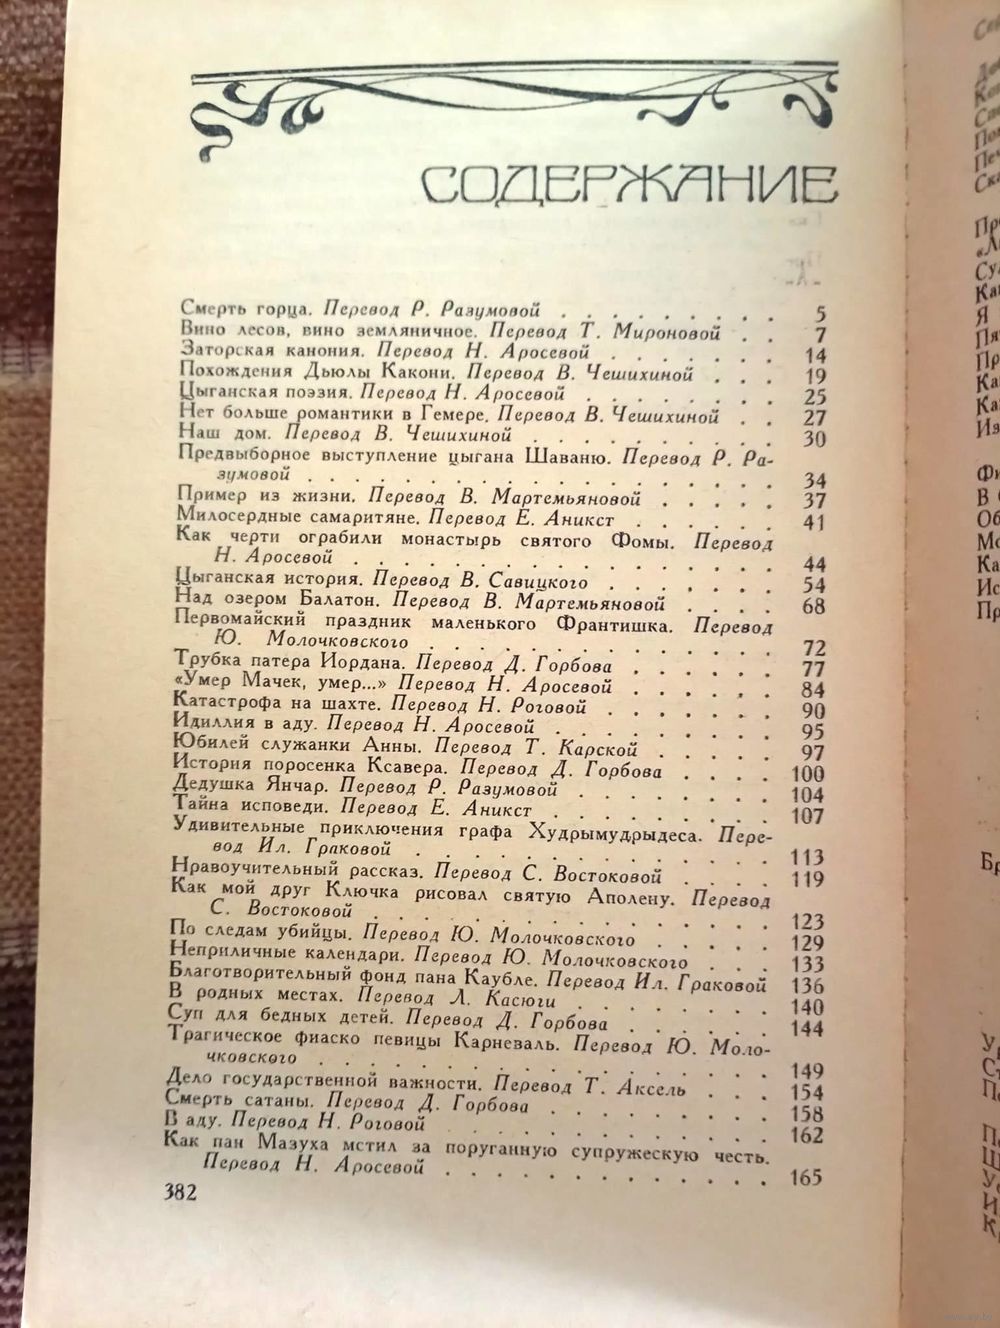 СОДЕРЖАНИЕ
Смерть горца. Перевод Р. Разумовой . . . . . . . . . 5
Вино лесов, вино земляничное. Перевод Т. Мироновой . . 7
Заторская канония. Перевод Н. Аросевой . . . . . . . 14
Похождения Дьюлы Какони. Перевод В. Чешихиной . . . 19
Цыганская поэзия. Перевод Н. Аросевой . . . . . . . 25
Нет больше романтики в Гемере. Перевод В. Чешихиной . . 27
Наш дом. Перевод В. Чешихиной . . . . . . . . . . 30
Предвыборное выступление цыгана Шаваню. Перевод Р. Ра-
зумовой . . . . . . . . . . . . . . . . . 34
Пример из жизни. Перевод В. Мартемьяновой . . . . . 37
Милосердные самаритяне. Перевод Е. Аникст . . . . . . 41
Как черти ограбили монастырь святого Фомы. Перевод
Н. Аросевой . . . . . . . . . . . . . . . . 44
Цыганская история. Перевод В. Савицкого . . . . . . 54
Над озером Балатон. Перевод В. Мартемьяновой . . . . 68
Первомайский праздник маленького Франтишка. Перевод
Ю. Молочковского . . . . . . . . . . . . . . 72
Трубка патера Иордана. Перевод Д. Горбова . . . . . . 77
«Умер Мачек, умер...» Перевод Н. Аросевой . . . . . . 84
Катастрофа на шахте. Перевод Н. Роговой . . . . . . . 90
Идиллия в аду. Перевод Н. Аросевой . . . . . . . . . 95
Юбилей служанки Анны. Перевод Т. Карской . . . . . 97
История поросенка Ксавера. Перевод Д. Горбова . . . . 100
Дедушка Янчар. Перевод Р. Разумовой . . . . . . . . 104
Тайна исповеди. Перевод Е. Аникст . . . . . . . . . 107
Удивительные приключения графа Худрымудрыдеса. Пере-
вод Ил. Граковой . . . . . . . . . . . . . . 113
Нравоучительный рассказ. Перевод С. Востоковой . . . . 119
Как мой друг Ключка рисовал святую Аполену. Перевод
С. Востоковой . . . . . . . . . . . . . . . 123
По следам убийцы. Перевод Ю. Молочковского . . . . . 129
Неприличные календари. Перевод Ю. Молочковского . . . 133
Благотворительный фонд пана Каубле. Перевод Ил. Граковой 136
В родных местах. Перевод Л. Касюги . . . . . . . . 140
Суп для бедных детей. Перевод Д. Горбова . . . . . . 144
Трагическое фиаско певицы Карневаль. Перевод Ю. Моло-
чковского . . . . . . . . . . . . . . . . . 149
Дело государственной важности. Перевод Т. Аксель . . . 154
Смерть сатаны. Перевод Д. Горбова . . . . . . . . . 158
В аду. Перевод Н. Роговой . . . . . . . . . . . . 162
Как пан Мазуха мстил за поруганную супружескую честь.
Перевод Н. Аросевой . . . . . . . . . . . . . 165
382